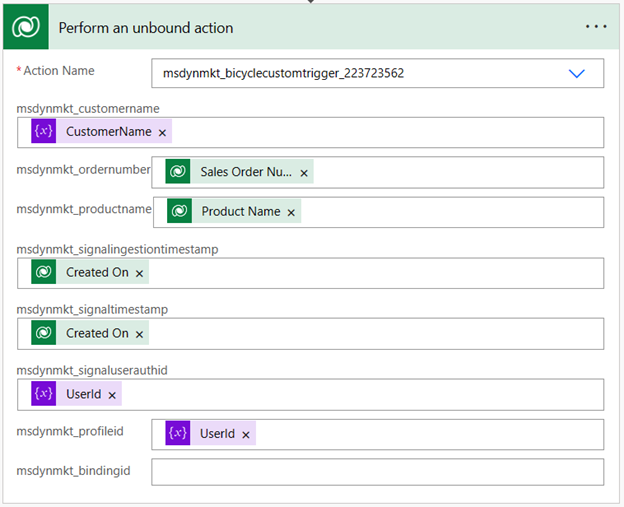 Perform an unbound action
* Action Name msdynmkt_bicyclecustomtrigger_223723562
msdynmkt_customername
{x} CustomerName ×
msdynmkt_ordernumber Sales Order Nu... ×
msdynmkt_productname Product Name ×
msdynmkt_signalingestiontimestamp
Created On ×
msdynmkt_signaltimestamp
Created On ×
msdynmkt_signaluserauthid
{x} UserId ×
msdynmkt_profileid {x} UserId ×
msdynmkt_bindingid